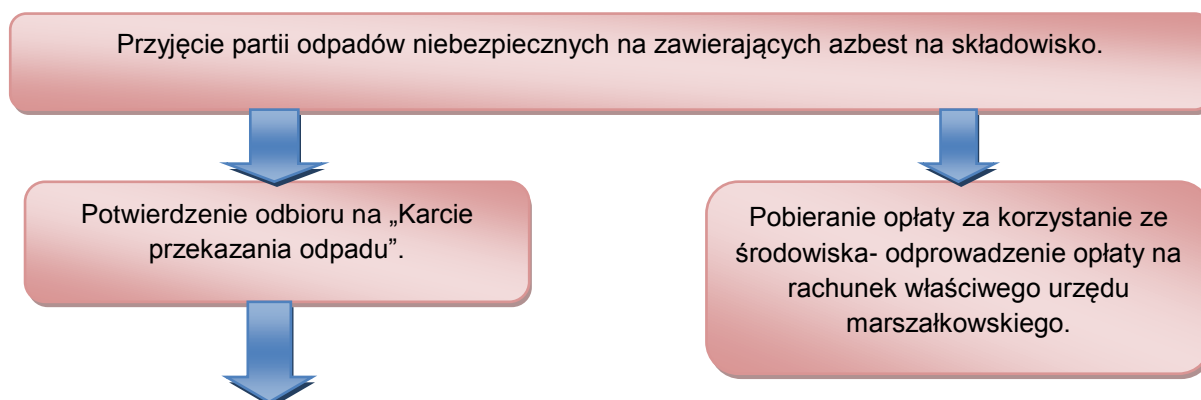 Przyjęcie partii odpadów niebezpiecznych na zawierających azbest na składowisko.
Potwierdzenie odbioru na „Karcie
przekazania odpadu”.
Pobieranie opłaty za korzystanie ze
środowiska- odprowadzenie opłaty na
rachunek właściwego urzędu
marszałkowskiego.